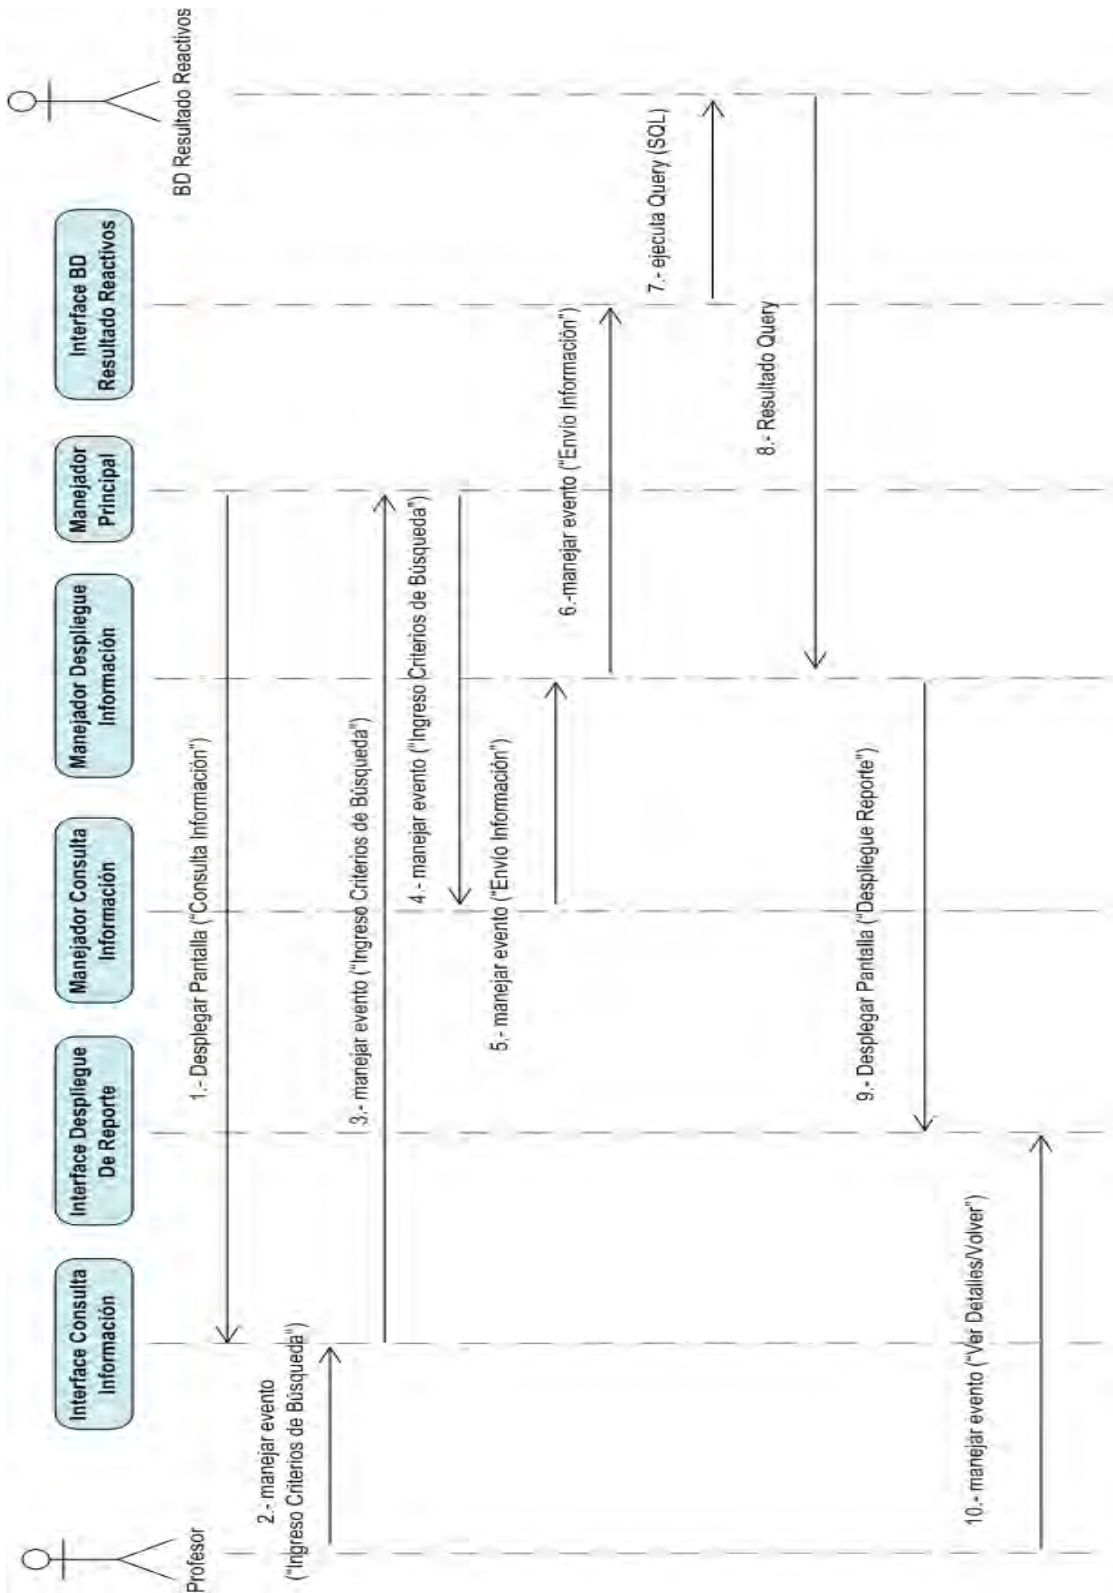 Profesor
Interface Consulta
Información
Interface Despliegue
De Reporte
Manejador Consulta
Información
Manejador Despliegue
Información
Manejador
Principal
Interface BD
Resultado Reactivos
BD Resultado Reactivos
1.- Desplegar Pantalla (“Consulta Información”)
2.- manejar evento
(“Ingreso Criterios de Búsqueda”)
3.- manejar evento (“Ingreso Criterios de Búsqueda”)
4.- manejar evento (“Ingreso Criterios de Búsqueda”)
5.- manejar evento (“Envío Información”)
6.-manejar evento (“Envío Información”)
7.- ejecuta Query (SQL)
8.- Resultado Query
9.- Desplegar Pantalla (“Despliegue Reporte”)
10.- manejar evento (“Ver Detalles/Volver”)